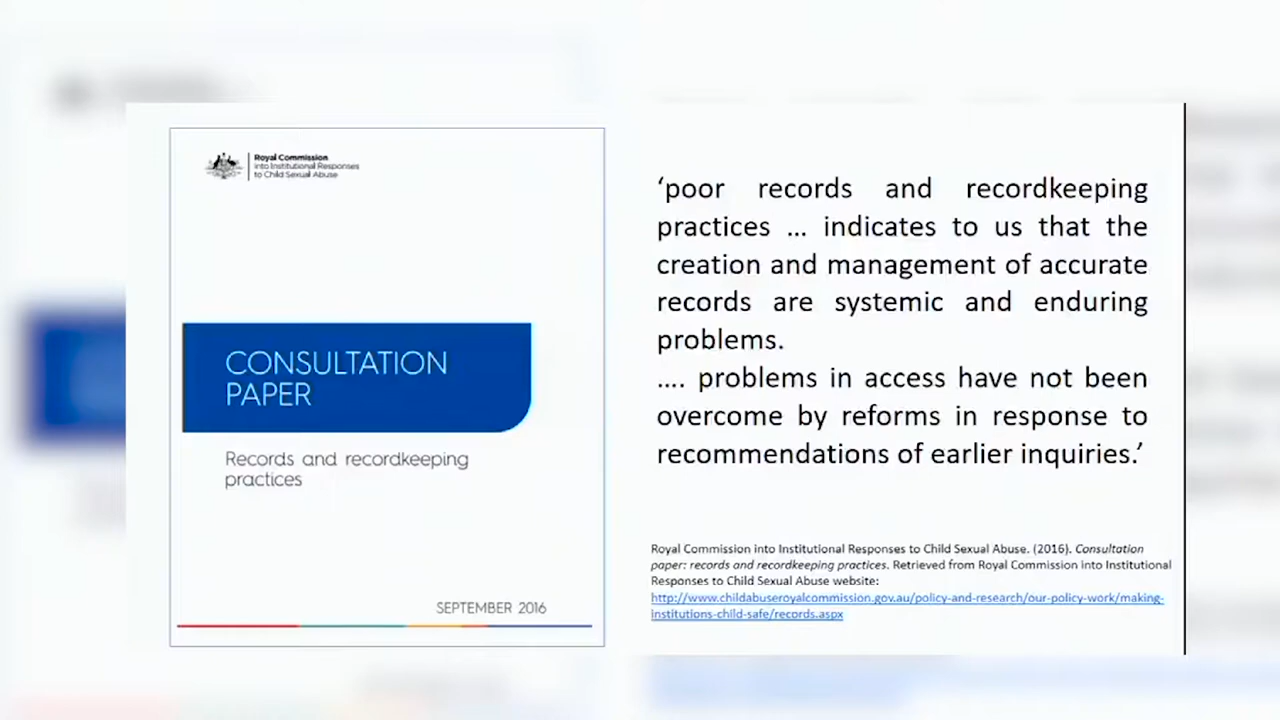 Royal Commission
into Institutional Responses
to Child Sexual Abuse
CONSULTATION
PAPER
Records and recordkeeping
practices
SEPTEMBER 2016
‘poor records and recordkeeping
practices … indicates to us that the
creation and management of accurate
records are systemic and enduring
problems.
…. problems in access have not been
overcome by reforms in response to
recommendations of earlier inquiries.’
Royal Commission into Institutional Responses to Child Sexual Abuse. (2016). Consultation
paper: records and recordkeeping practices. Retrieved from Royal Commission into Institutional
Responses to Child Sexual Abuse website:
http://www.childabuseroyalcommission.gov.au/policy-and-research/our-policy-work/making-
institutions-child-safe/records.aspx